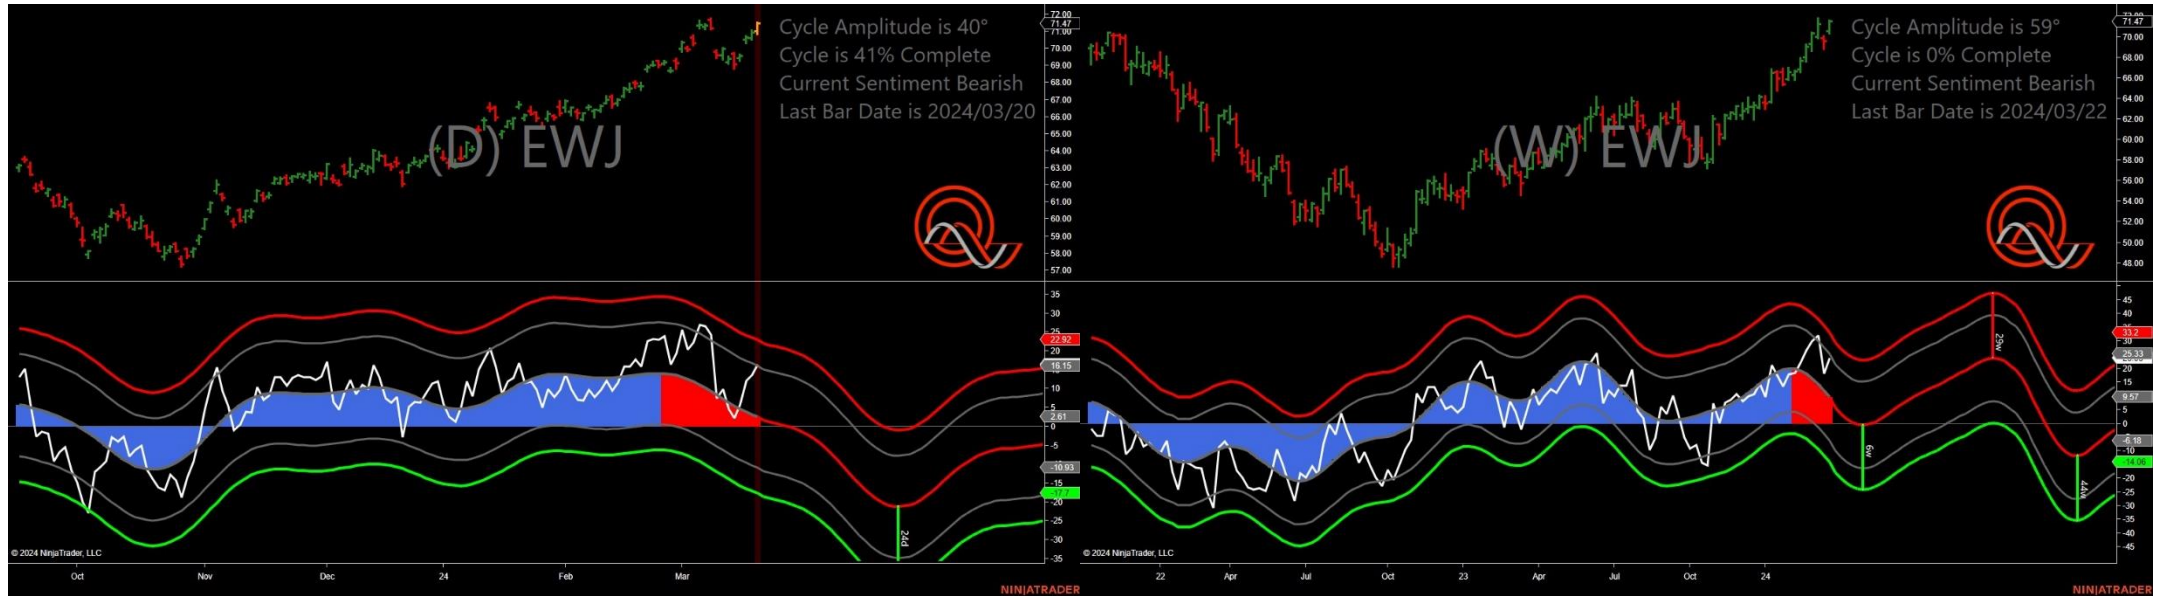 Cycle Amplitude is 40°
Cycle is 41% Complete
Current Sentiment Bearish
Last Bar Date is 2024/03/20
(D) EWJ
72.00
71.47
71.00
70.00
69.00
68.00
67.00
66.00
65.00
64.00
63.00
62.00
61.00
60.00
59.00
58.00
57.00
35
30
25
22.92
20
16.15
10
5
2.61
0
-5
-10.93
-15
-17.7
-20
-25
-30
-35
24d
© 2024 NinjaTrader, LLC
Oct
Nov
Dec
24
Feb
Mar
NINJATRADER
Cycle Amplitude is 59°
Cycle is 0% Complete
Current Sentiment Bearish
Last Bar Date is 2024/03/22
(W) EWJ
71.47
70.00
68.00
66.00
64.00
62.00
60.00
58.00
56.00
54.00
52.00
50.00
48.00
45
40
33.2
30
25.33
20
15
9.57
5
0
-6.18
-10
-14.06
-20
-25
-30
-35
-40
-45
29w
6w
44w
© 2024 NinjaTrader, LLC
22
Apr
Jul
Oct
23
Apr
Jul
Oct
24
NINJATRADER